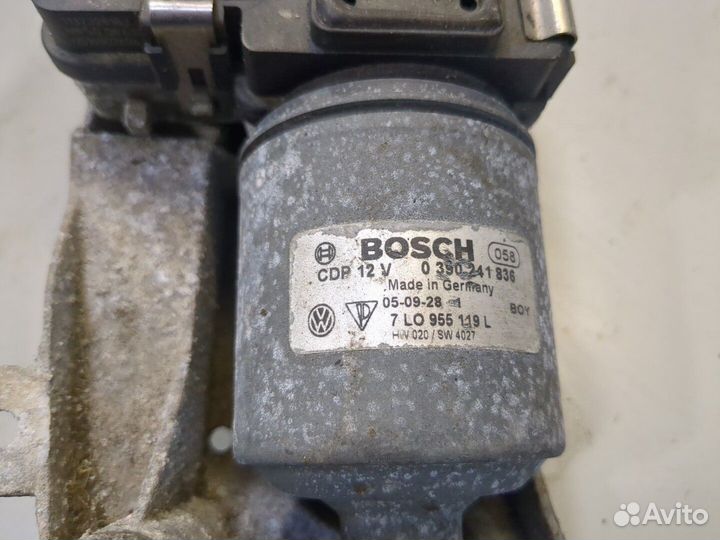 BOSCH 058
CDP 12 V 0 390 241 836
Made in Germany
05-09-28 BOY
7 L0 955 119 L
HW 020 / SW 4027
Avito